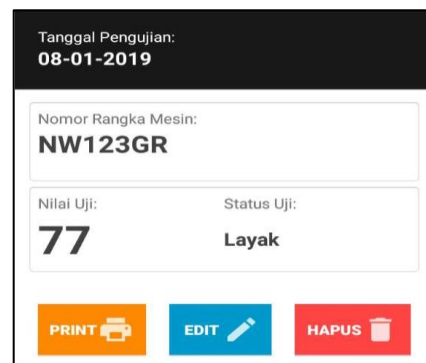 Tanggal Pengujian:
08-01-2019
Nomor Rangka Mesin:
NW123GR
Nilai Uji: Status Uji:
77 Layak
PRINT EDIT HAPUS